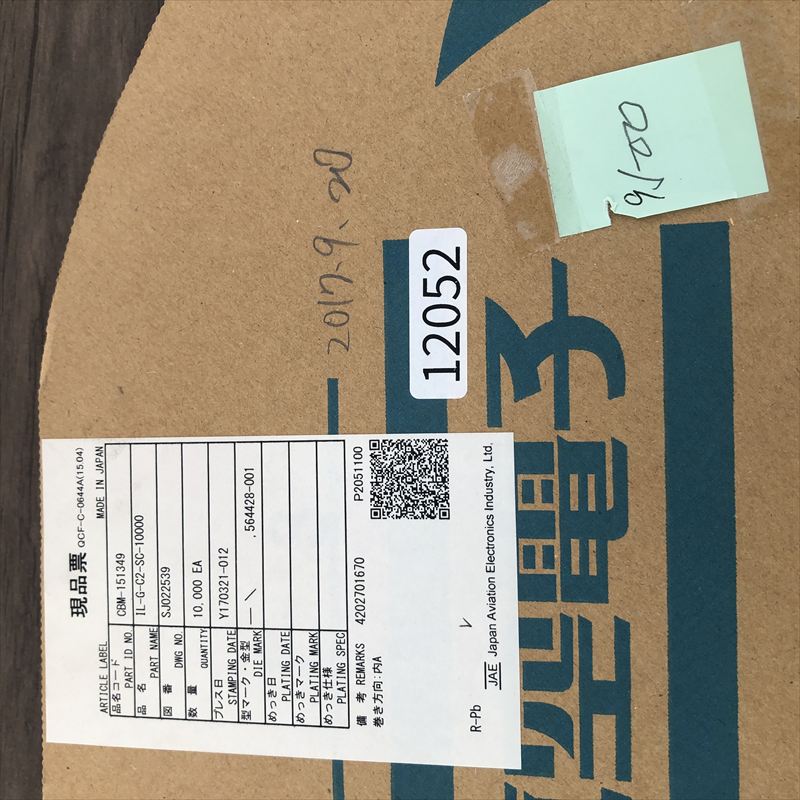 現品票 QCF-C-0644A(15.04)
ARTICLE LABEL MADE IN JAPAN
品名コード PART ID NO. CBM-151349
品 名 PART NAME IL-G-C2-SC-10000
図 番 DWG NO. SJ022539
数 量 QUANTITY 10,000 EA
プレス日 STAMPING DATE Y170321-012
型マーク・金型 DIE MARK — \ .564428-001
めっき日 PLATING DATE
めっきマーク PLATING MARK
めっき仕様 PLATING SPEC
備 考 REMARKS 4202701670 P2051100
巻き方向:内A
R-Pb
JAE Japan Aviation Electronics Industry, Ltd.
2017.9.20
12052
空電子